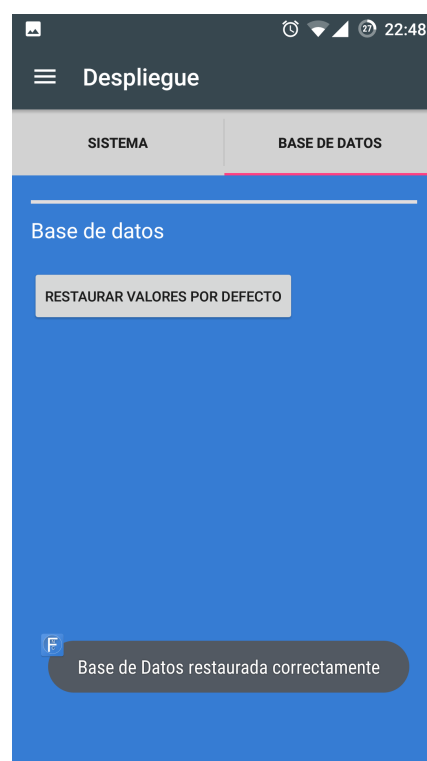 27 22:48
Despliegue
SISTEMA BASE DE DATOS
Base de datos
RESTAURAR VALORES POR DEFECTO
F
Base de Datos restaurada correctamente